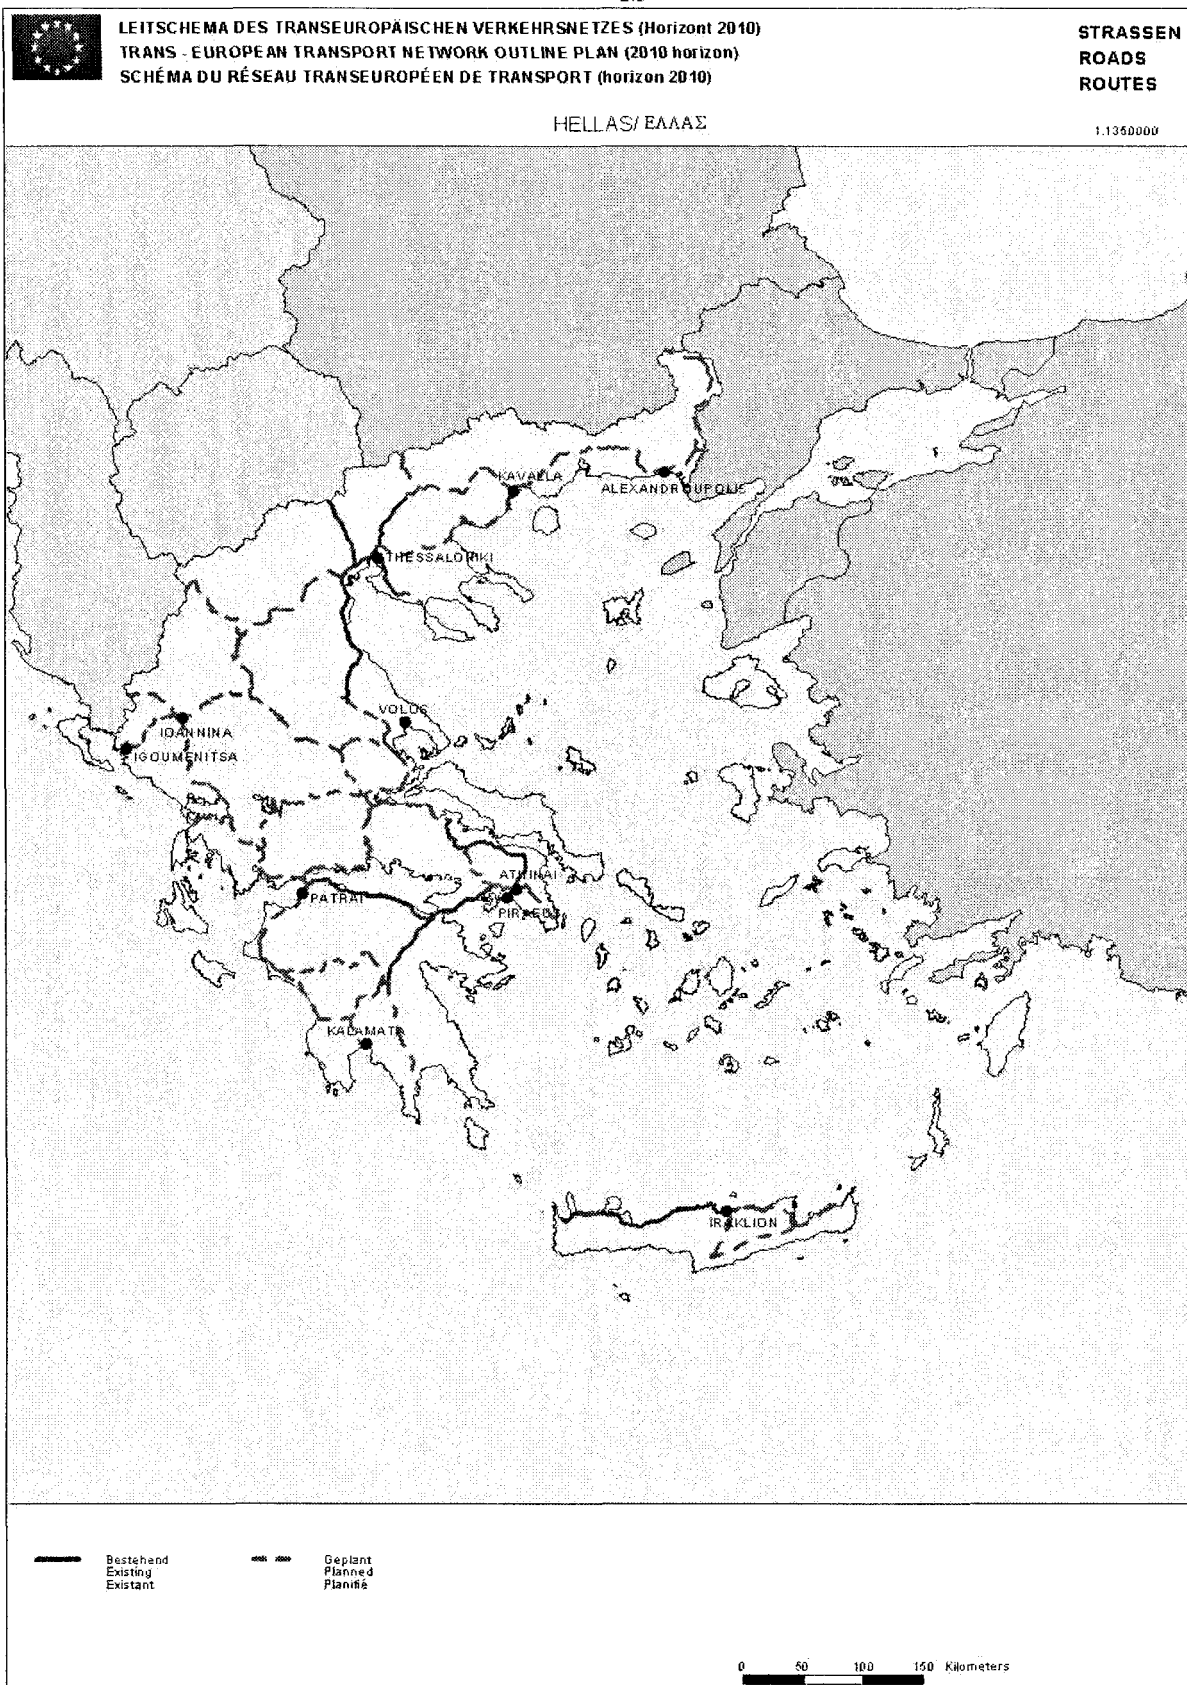 LEITSCHEMA DES TRANSEUROPÄISCHEN VERKEHRSNETZES (Horizont 2010)
TRANS - EUROPEAN TRANSPORT NETWORK OUTLINE PLAN (2010 horizon)
SCHÉMA DU RÉSEAU TRANSEUROPÉEN DE TRANSPORT (horizon 2010)
STRASSEN
ROADS
ROUTES
HELLAS/ ΕΛΛΑΣ
1.1350000
KAVALLA
ALEXANDROUPOLIS
THESSALONIKI
VOLOS
IOANNINA
IGOUMENITSA
ATHINAI
PATRAI
PIRAEUS
KALAMATA
IRAKLION
Bestehend
Existing
Existant
Geplant
Planned
Planifié
0 50 100 150 Kilometers